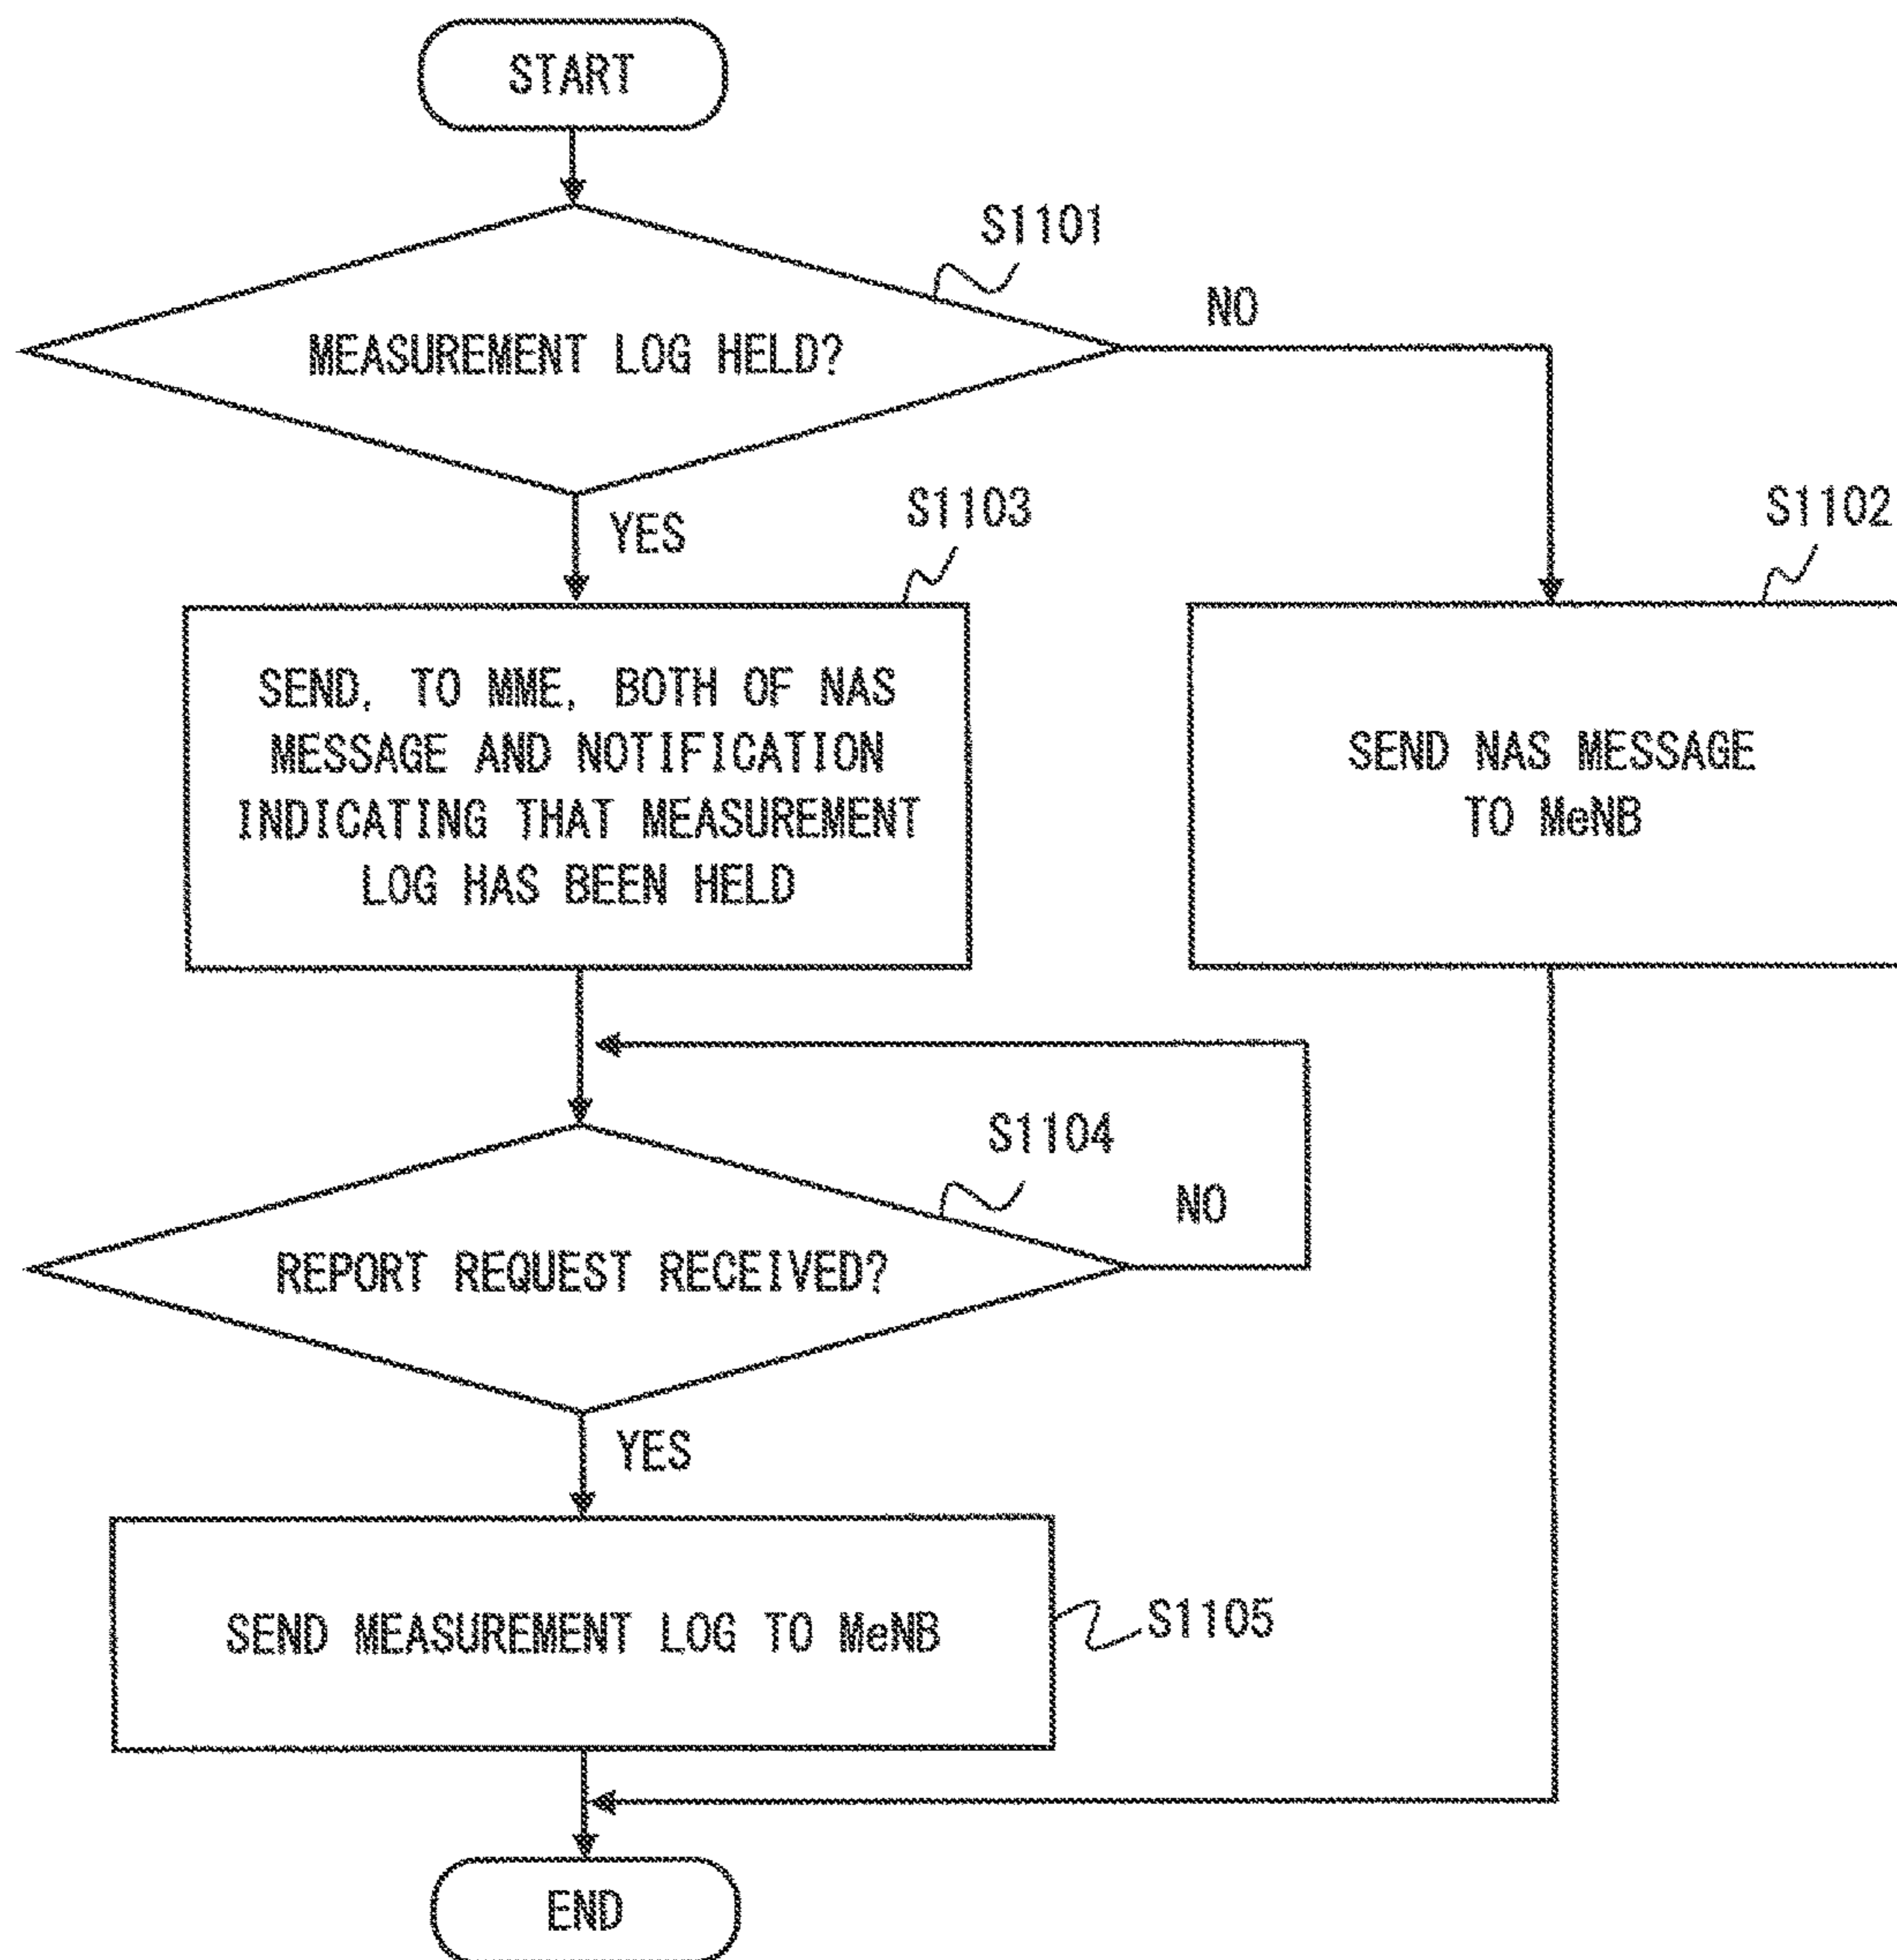 START
S1101
MEASUREMENT LOG HELD?
NO
YES
S1103
S1102
SEND, TO MME, BOTH OF NAS
MESSAGE AND NOTIFICATION
INDICATING THAT MEASUREMENT
LOG HAS BEEN HELD
SEND NAS MESSAGE
TO MeNB
S1104
NO
REPORT REQUEST RECEIVED?
YES
SEND MEASUREMENT LOG TO MeNB
S1105
END